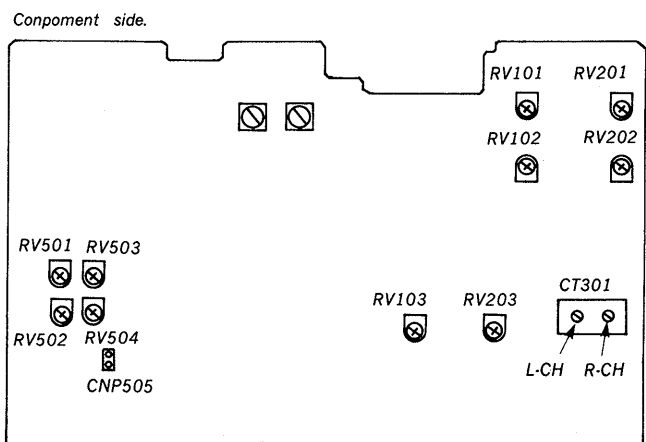 Conpoment side.
RV101 RV201
RV102 RV202
RV501 RV503
RV502 RV504
CNP505
RV103 RV203
CT301
L-CH R-CH